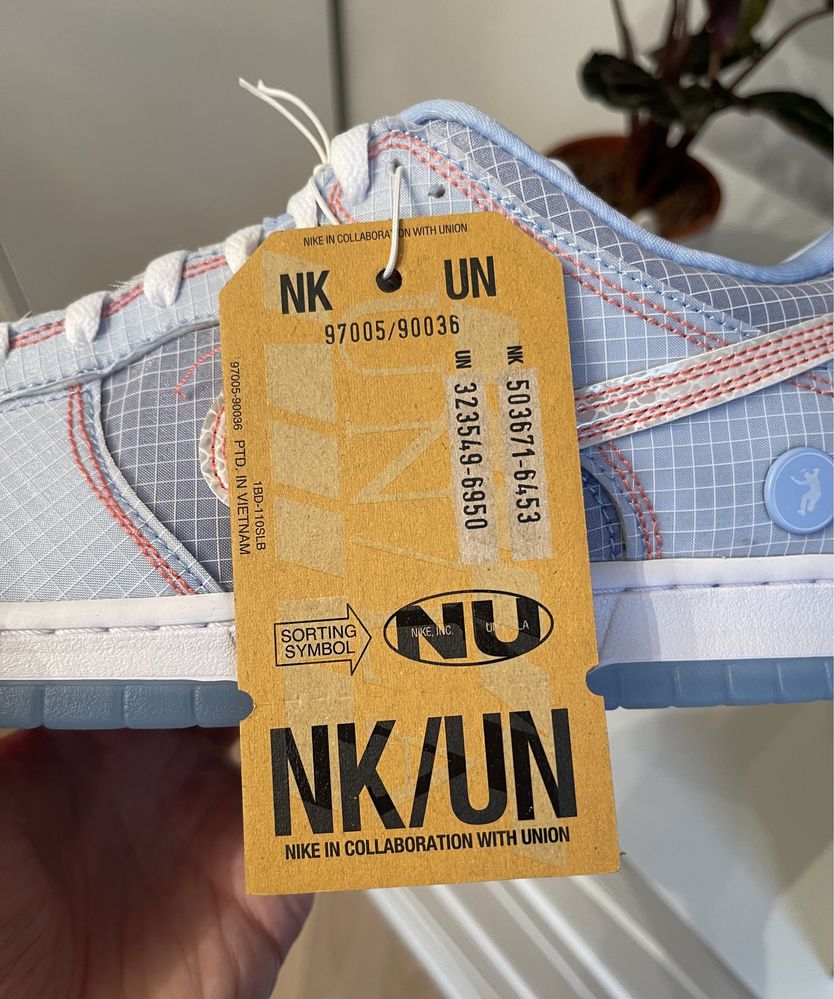 NIKE IN COLLABORATION WITH UNION
NK UN
97005/90036
NK 503671-6453
UN 323549-6950
97005-90036 PTD. IN VIETNAM
1BD-110SLB
SORTING
SYMBOL
NU
NIKE, INC.
NK/UN
NIKE IN COLLABORATION WITH UNION